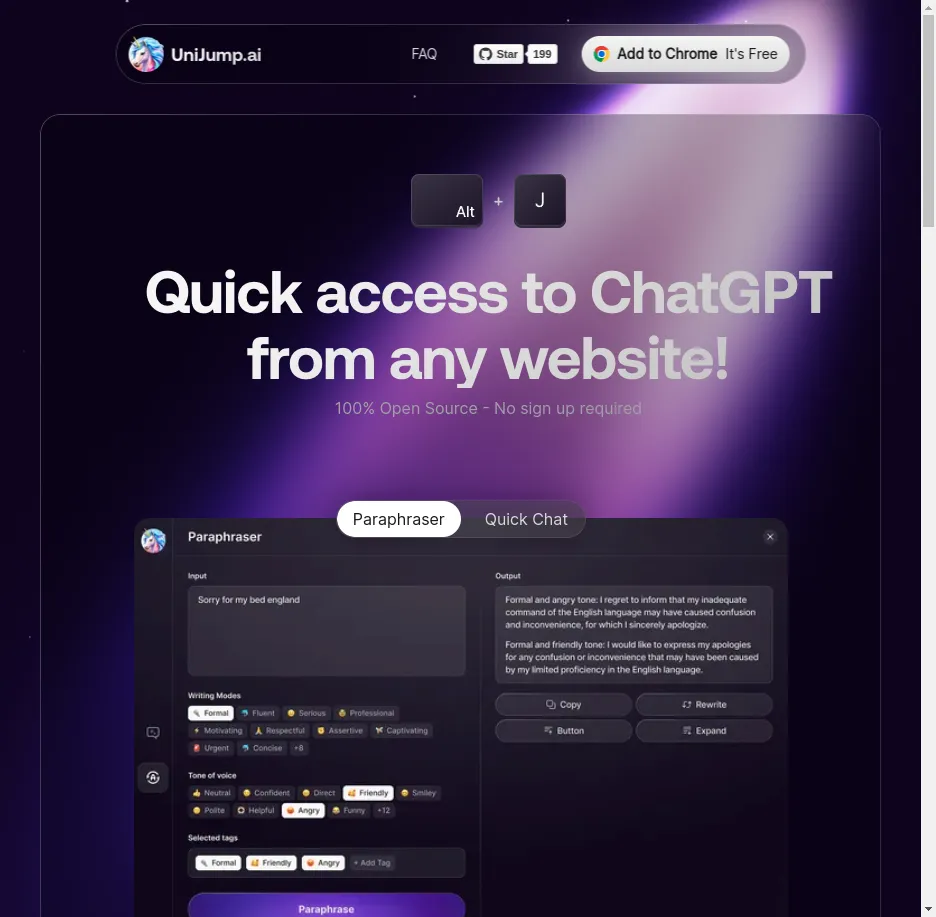 UniJump.ai
FAQ
Star
199
Add to Chrome It's Free
Alt
+
J
Quick access to ChatGPT
from any website!
100% Open Source - No sign up required
Paraphraser
Quick Chat
Paraphraser
Input
Sorry for my bed england
Writing Modes
Formal Fluent Serious Professional
Motivating Respectful Assertive Captivating
Urgent Concise +8
Tone of voice
Neutral Confident Direct Friendly Smiley
Polite Helpful Angry Funny +12
Selected tags
Formal Friendly Angry + Add Tag
Paraphrase
Output
Formal and angry tone: I regret to inform that my inadequate
command of the English language may have caused confusion
and inconvenience, for which I sincerely apologize.
Formal and friendly tone: I would like to express my apologies
for any confusion or inconvenience that may have been caused
by my limited proficiency in the English language.
Copy Rewrite
Button Expand